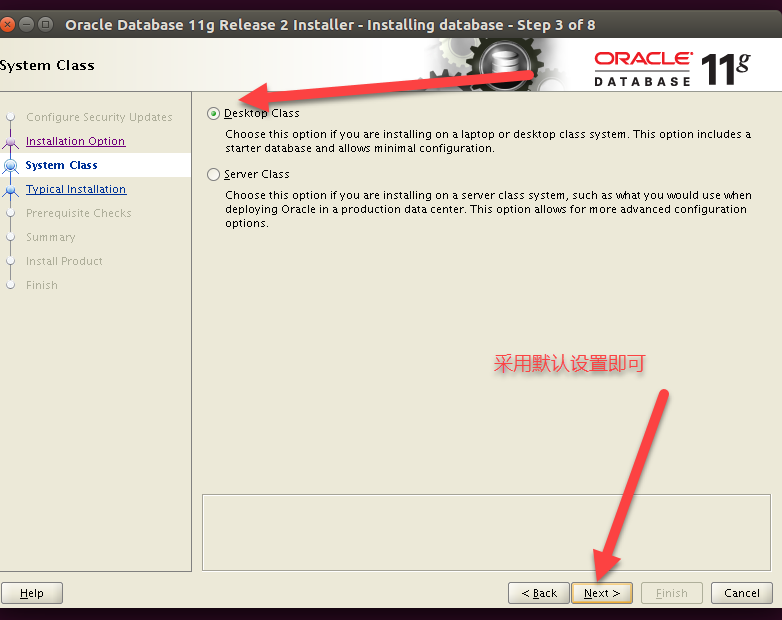 Oracle Database 11g Release 2 Installer - Installing database - Step 3 of 8
System Class
ORACLE
DATABASE
11g
Configure Security Updates
Installation Option
System Class
Typical Installation
Prerequisite Checks
Summary
Install Product
Finish
Desktop Class
Choose this option if you are installing on a laptop or desktop class system. This option includes a
starter database and allows minimal configuration.
Server Class
Choose this option if you are installing on a server class system, such as what you would use when
deploying Oracle in a production data center. This option allows for more advanced configuration
options.
采用默认设置即可
Help
< Back
Next >
Finish
Cancel